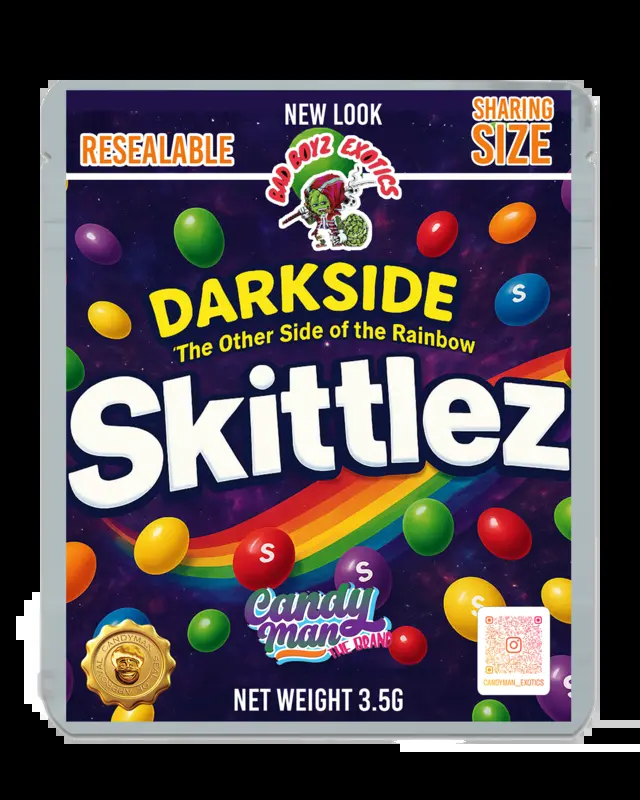 NEW LOOK
RESEALABLE
SHARING
SIZE
BAD BOYZ EXOTICS
DARKSIDE
'The Other Side of the Rainbow
Skittlez
S
S
S
S
Candy
man
THE BRAND
CANDYMAN
CANDYMAN_EXOTICS
NET WEIGHT 3.5G